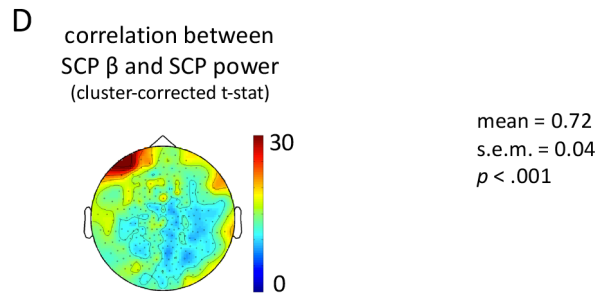 D
correlation between
SCP β and SCP power
(cluster-corrected t-stat)
30
0
mean = 0.72
s.e.m. = 0.04
p < .001